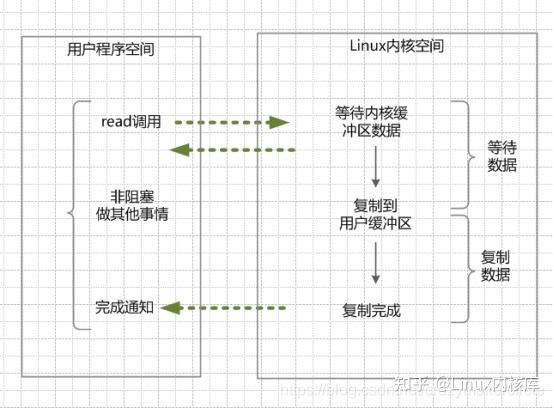 用户程序空间
Linux内核空间
read调用
等待内核缓
冲区数据
等待
数据
非阻塞
做其他事情
复制到
用户缓冲区
复制
数据
完成通知
复制完成
知乎 @Linux内核库